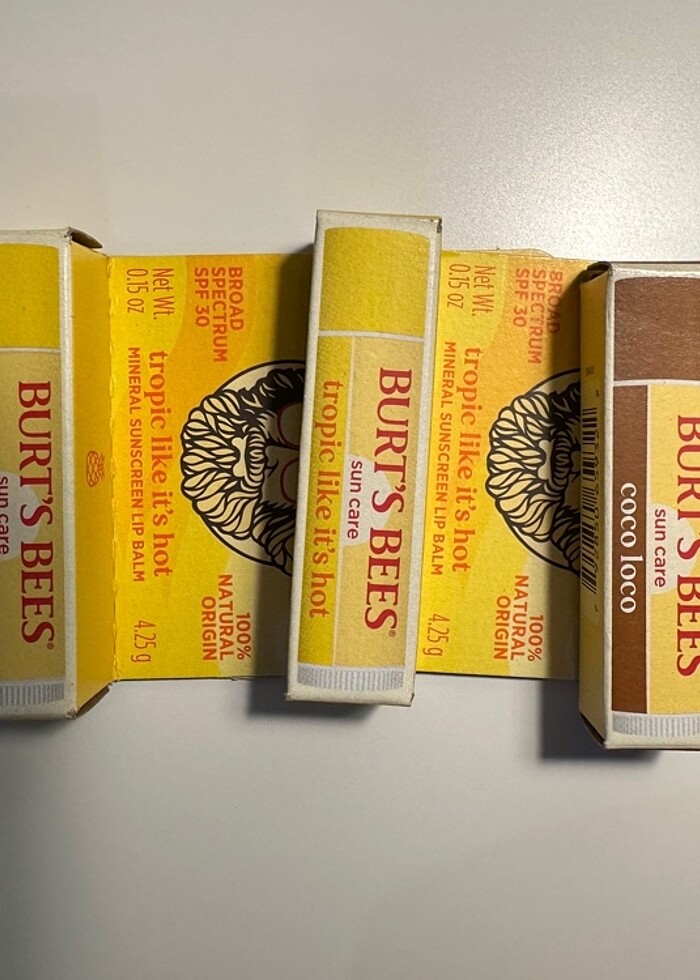 BURT'S BEES®
sun care
BROAD
SPECTRUM
SPF 30
Net Wt.
0.15 oz
tropic like it's hot
MINERAL SUNSCREEN LIP BALM
100%
NATURAL
ORIGIN
4.25 g
BURT'S BEES®
sun care
tropic like it's hot
BROAD
SPECTRUM
SPF 30
Net Wt.
0.15 oz
tropic like it's hot
MINERAL SUNSCREEN LIP BALM
100%
NATURAL
ORIGIN
4.25 g
BURT'S BEES
sun care
coco loco